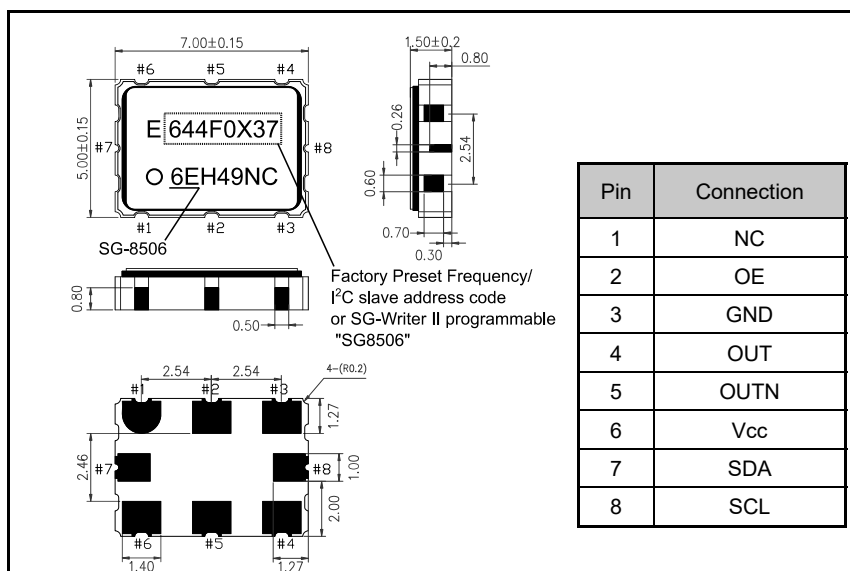 7.00±0.15
#6 #5 #4
5.00±0.15
E 644F0X37
#7 #8
6EH49NC
#1 #2 #3
SG-8506
1.50±0.2
0.80
0.26
2.54
0.60
0.70
0.30
Factory Preset Frequency/
I²C slave address code
or SG-Writer II programmable
"SG8506"
0.80
0.50
2.54 2.54 4-(R0.2)
#1 #2 #3
1.27
2.46 #7 #8 1.00
2.00
#6 #5 #4
1.40 1.27
Pin Connection
1 NC
2 OE
3 GND
4 OUT
5 OUTN
6 Vcc
7 SDA
8 SCL